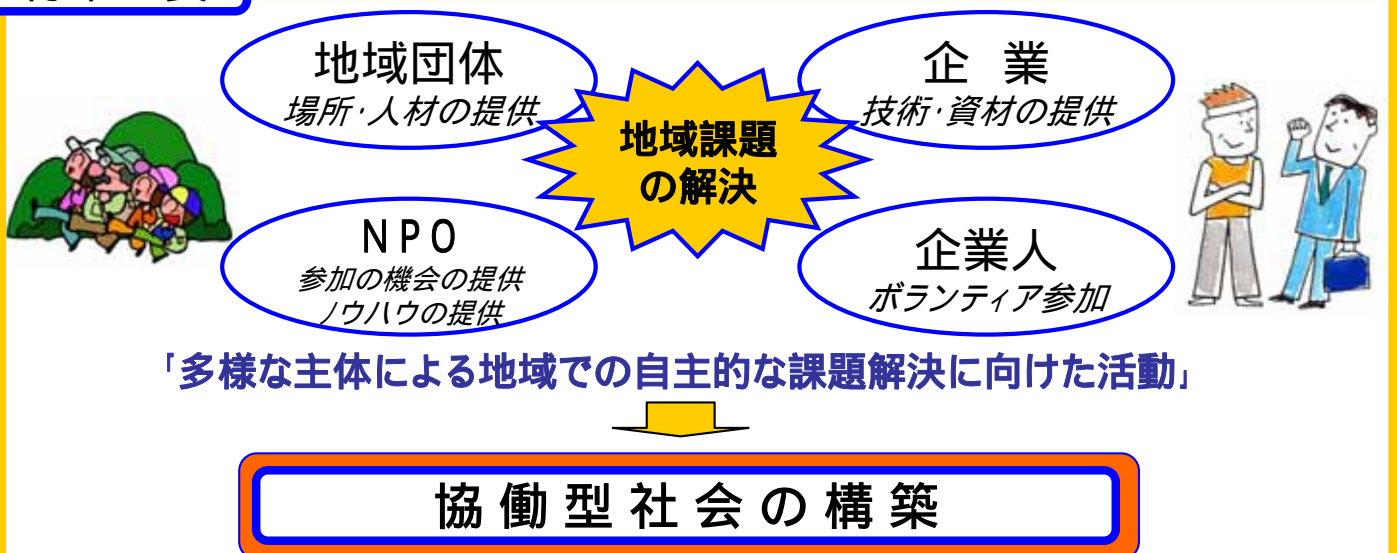 地域団体
場所・人材の提供
企 業
技術・資材の提供
地域課題
の解決
NPO
参加の機会の提供
ノウハウの提供
企業人
ボランティア参加
「多様な主体による地域での自主的な課題解決に向けた活動」
協働型社会の構築